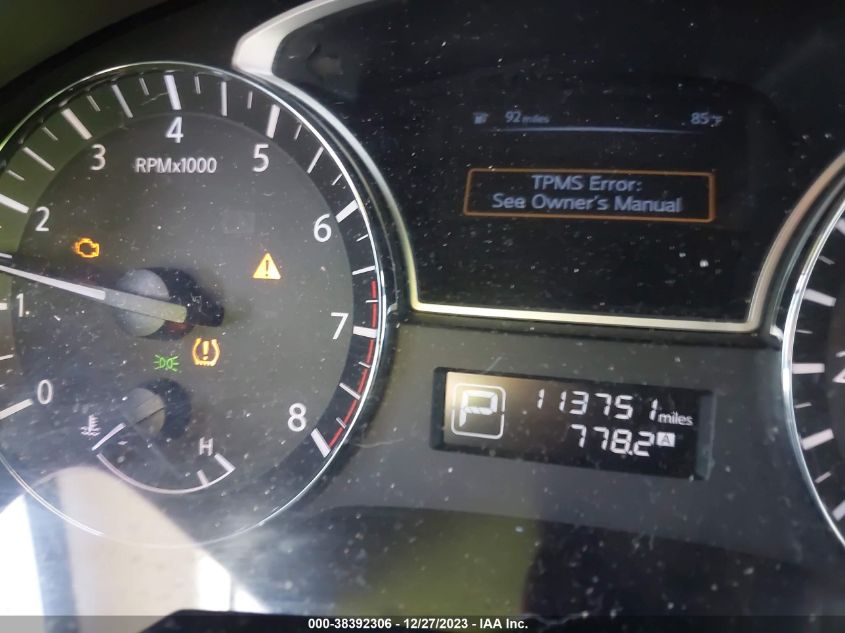 92 miles 85°F
TPMS Error:
See Owner's Manual
RPMx1000
0
1
2
3
4
5
6
7
8
H
P 113751 miles
778.2 A
000-38392306 - 12/27/2023 - IAA Inc.